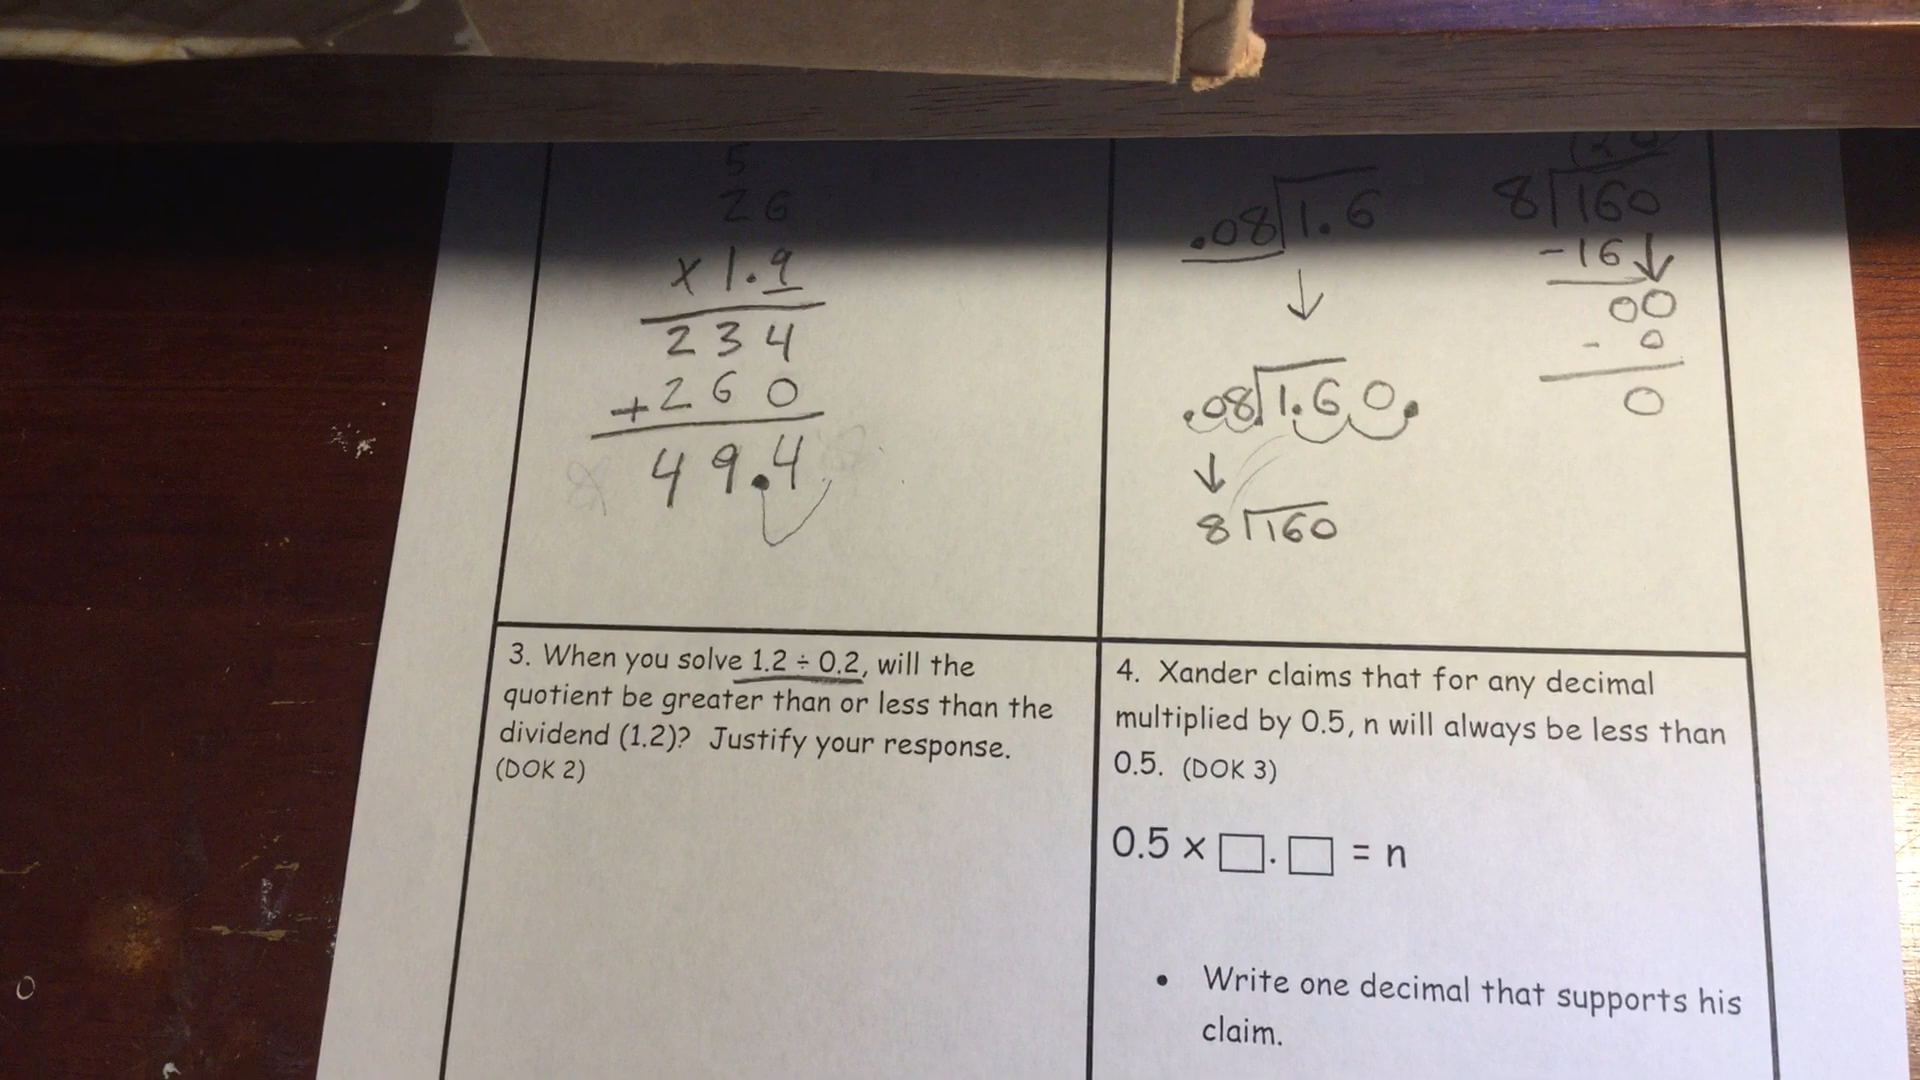 5
26
x 1.9
234
+260
49.4
.08 1.6
.08 1.60.
8 160
20
8 160
-16
00
- 0
0
3. When you solve 1.2 ÷ 0.2, will the
quotient be greater than or less than the
dividend (1.2)? Justify your response.
(DOK 2)
4. Xander claims that for any decimal
multiplied by 0.5, n will always be less than
0.5. (DOK 3)
0.5 x □.□ = n
• Write one decimal that supports his
claim.